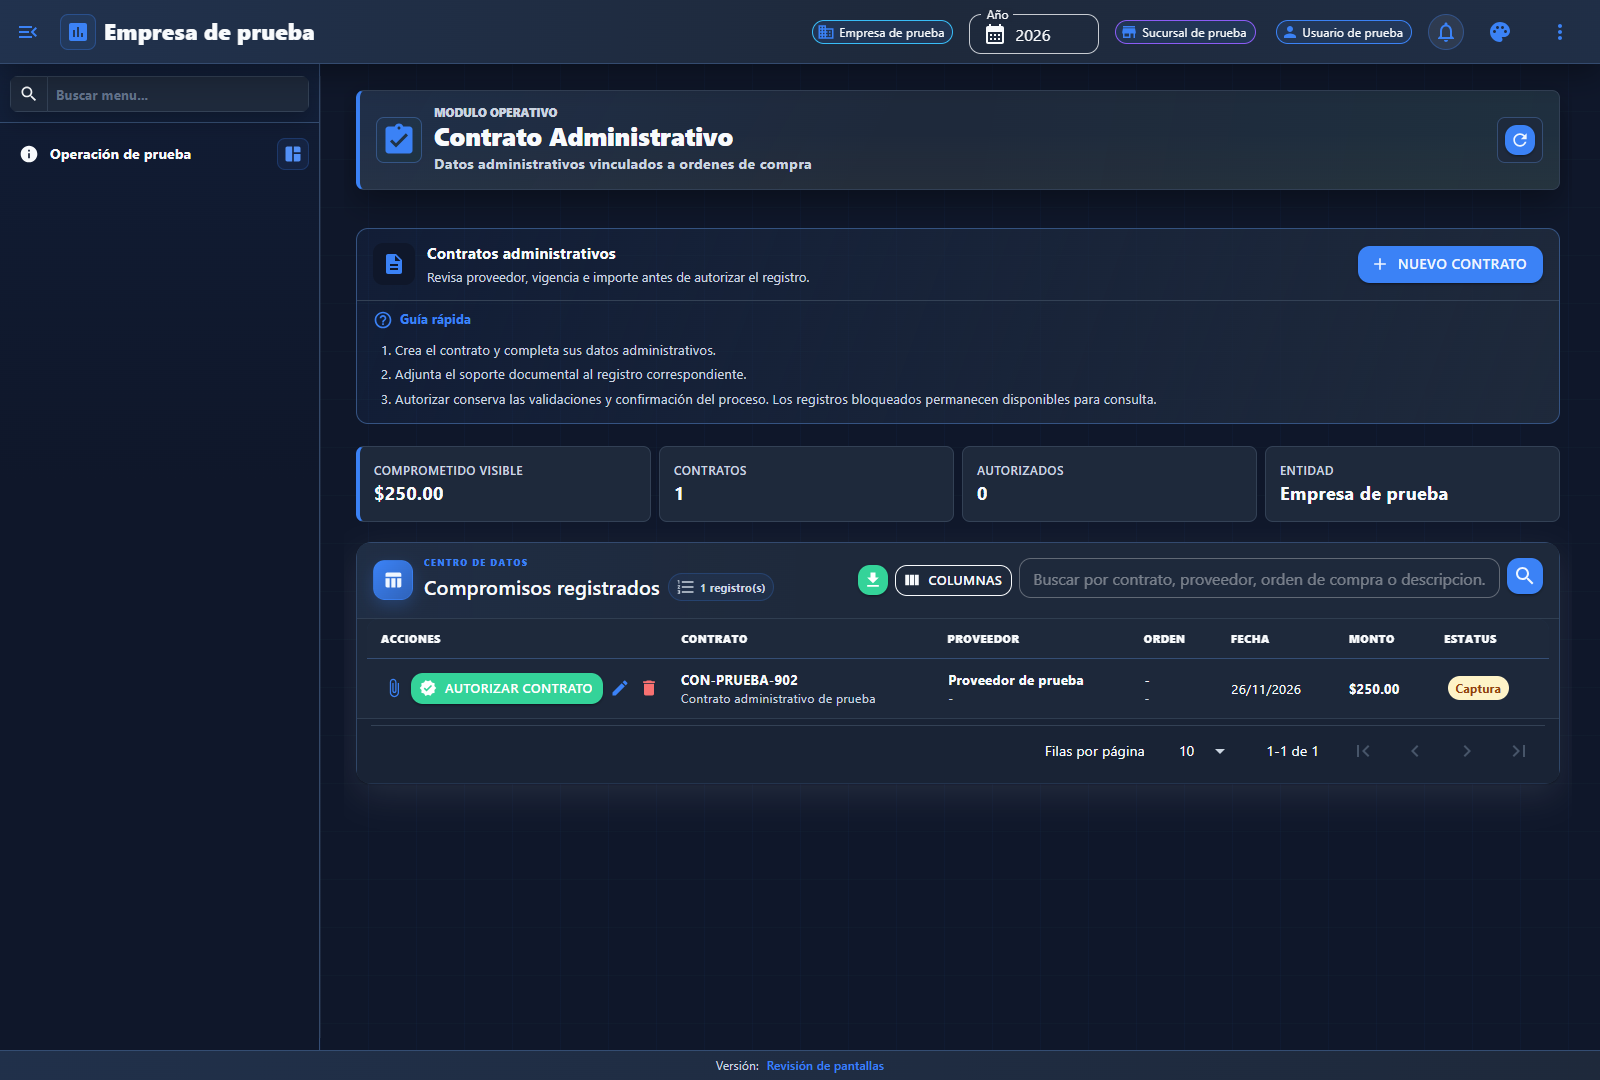 Empresa de prueba
Empresa de prueba
Año
2026
Sucursal de prueba
Usuario de prueba
Buscar menu...
Operación de prueba
MODULO OPERATIVO
Contrato Administrativo
Datos administrativos vinculados a ordenes de compra
Contratos administrativos
Revisa proveedor, vigencia e importe antes de autorizar el registro.
NUEVO CONTRATO
Guía rápida
1. Crea el contrato y completa sus datos administrativos.
2. Adjunta el soporte documental al registro correspondiente.
3. Autorizar conserva las validaciones y confirmación del proceso. Los registros bloqueados permanecen disponibles para consulta.
COMPROMETIDO VISIBLE
$250.00
CONTRATOS
1
AUTORIZADOS
0
ENTIDAD
Empresa de prueba
CENTRO DE DATOS
Compromisos registrados
1 registro(s)
COLUMNAS
Buscar por contrato, proveedor, orden de compra o descripcion.
ACCIONES CONTRATO PROVEEDOR ORDEN FECHA MONTO ESTATUS
AUTORIZAR CONTRATO
CON-PRUEBA-902
Contrato administrativo de prueba
Proveedor de prueba
-
-
-
26/11/2026
$250.00
Captura
Filas por página 10 1-1 de 1
Versión: Revisión de pantallas